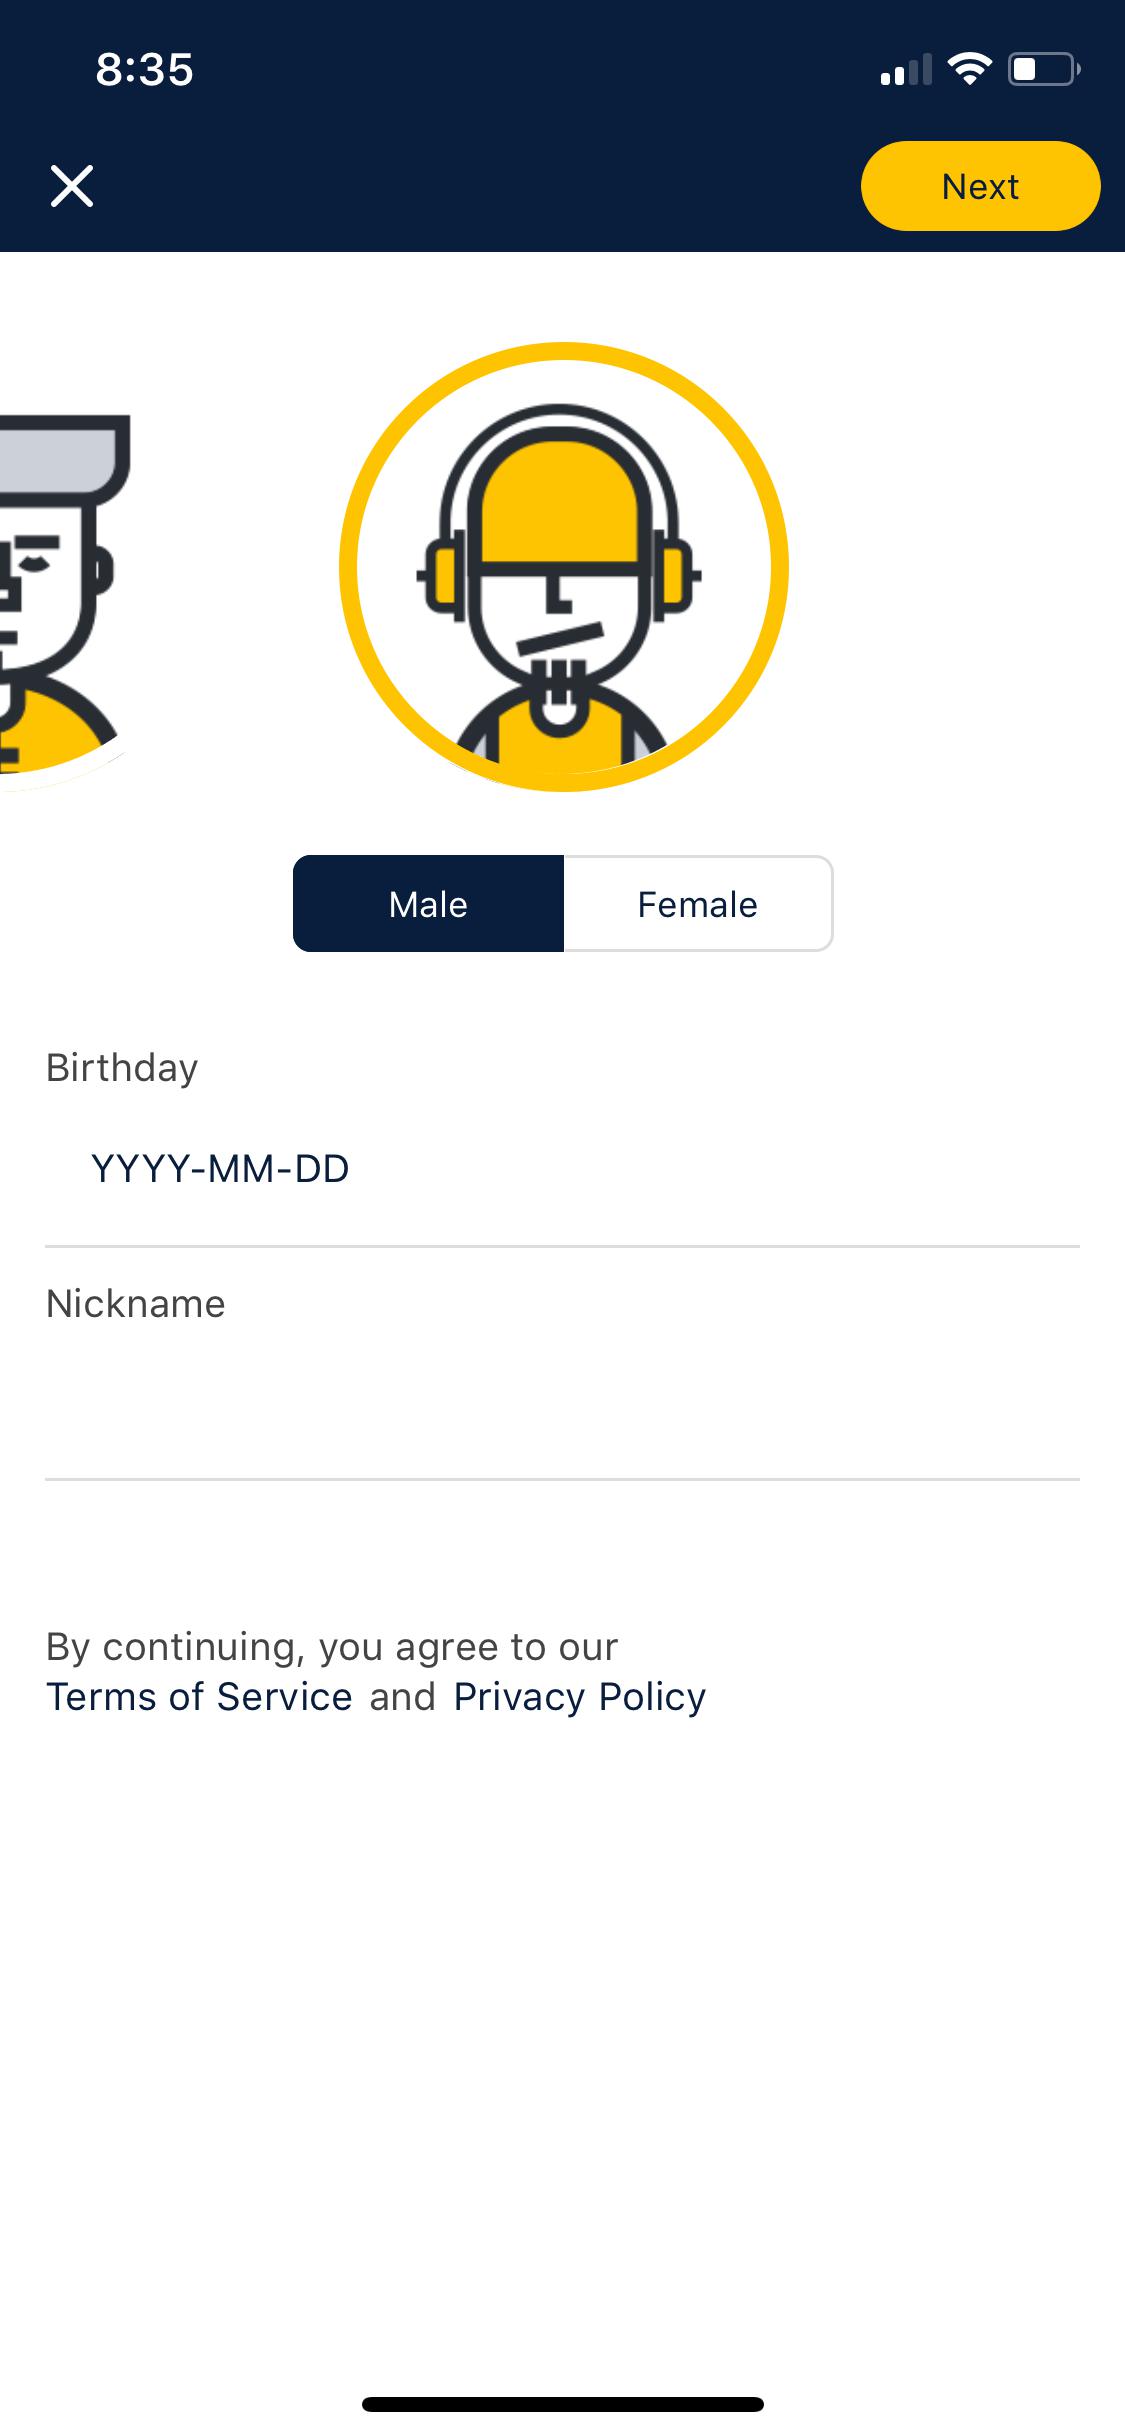 8:35
Next
Male
Female
Birthday
YYYY-MM-DD
Nickname
By continuing, you agree to our
Terms of Service and Privacy Policy